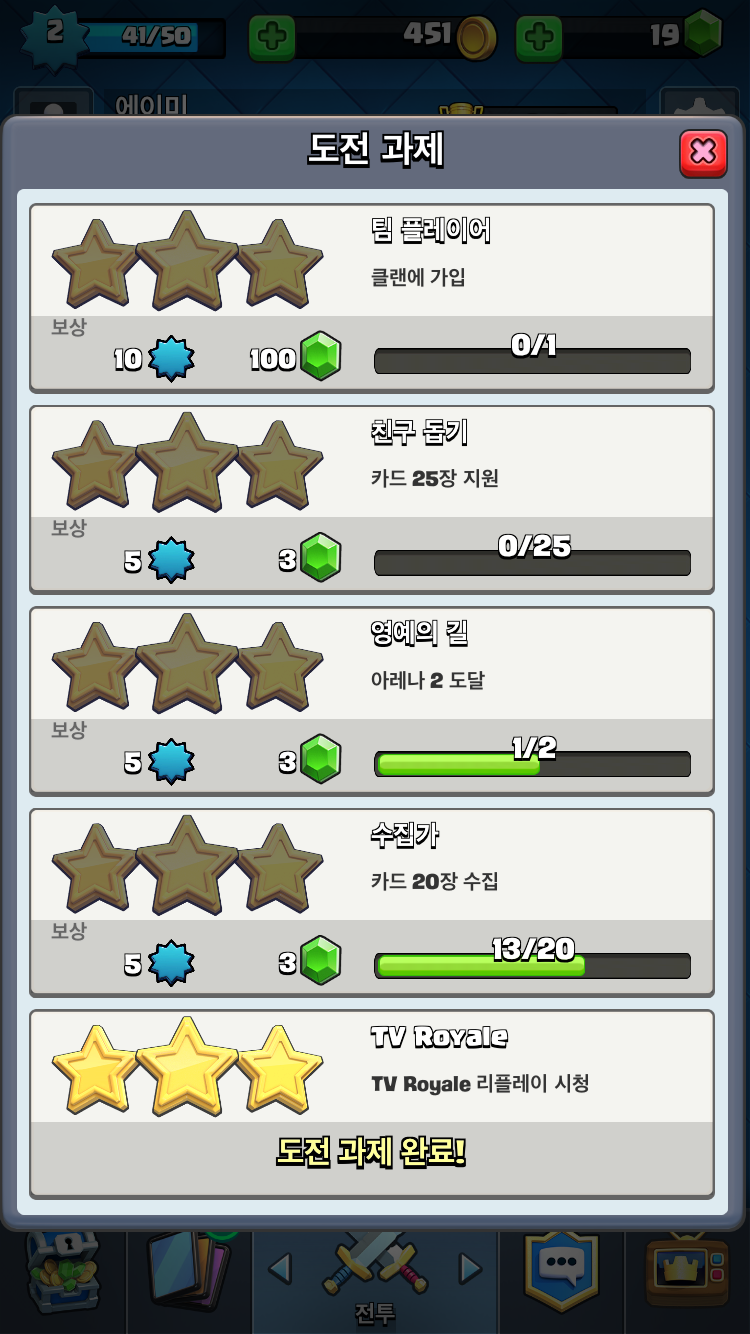 2 41/50 451 19
에이미
도전 과제
팀 플레이어
클랜에 가입
보상
10 100 0/1
친구 돕기
카드 25장 지원
보상
5 3 0/25
영예의 길
아레나 2 도달
보상
5 3 1/2
수집가
카드 20장 수집
보상
5 3 13/20
TV Royale
TV Royale 리플레이 시청
도전 과제 완료!
전투